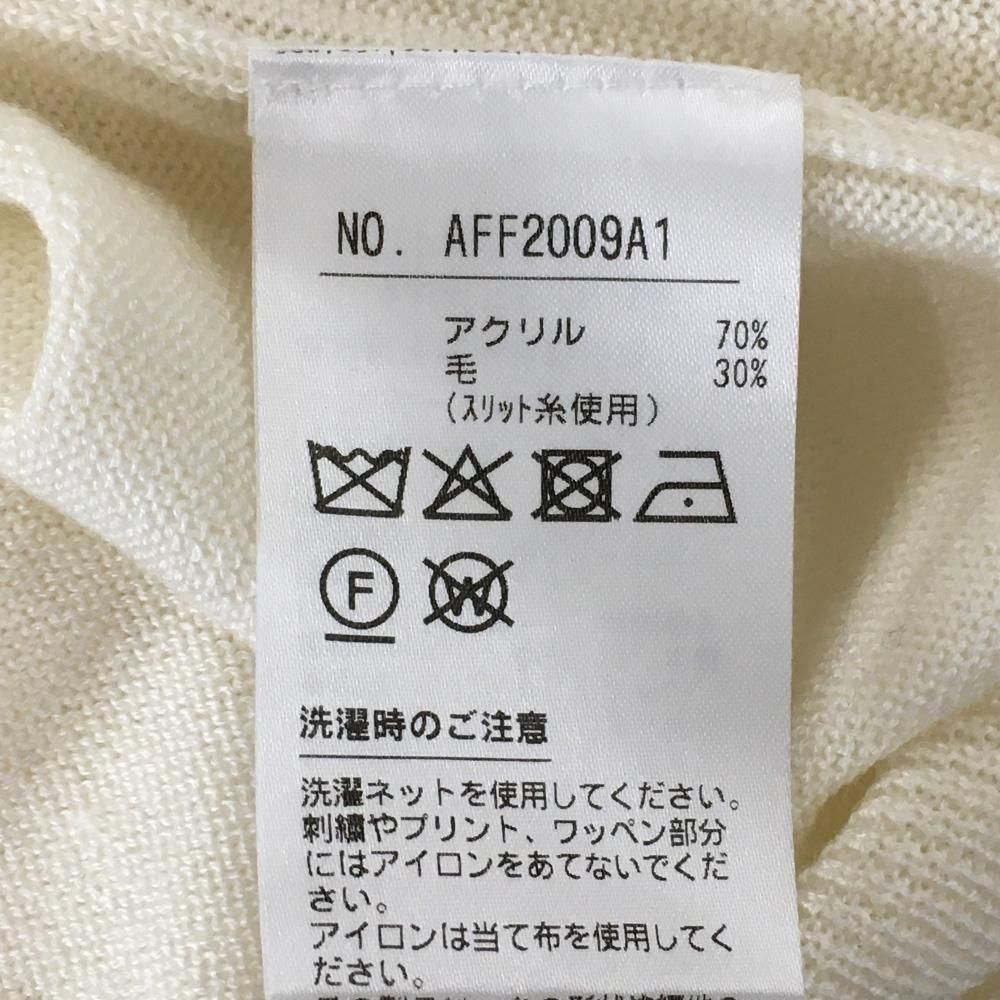 NO. AFF2009A1
アクリル 70%
毛 30%
(スリット糸使用)
F W
洗濯時のご注意
洗濯ネットを使用してください。
刺繍やプリント、ワッペン部分
にはアイロンをあてないでくだ
さい。
アイロンは当て布を使用してく
ださい。